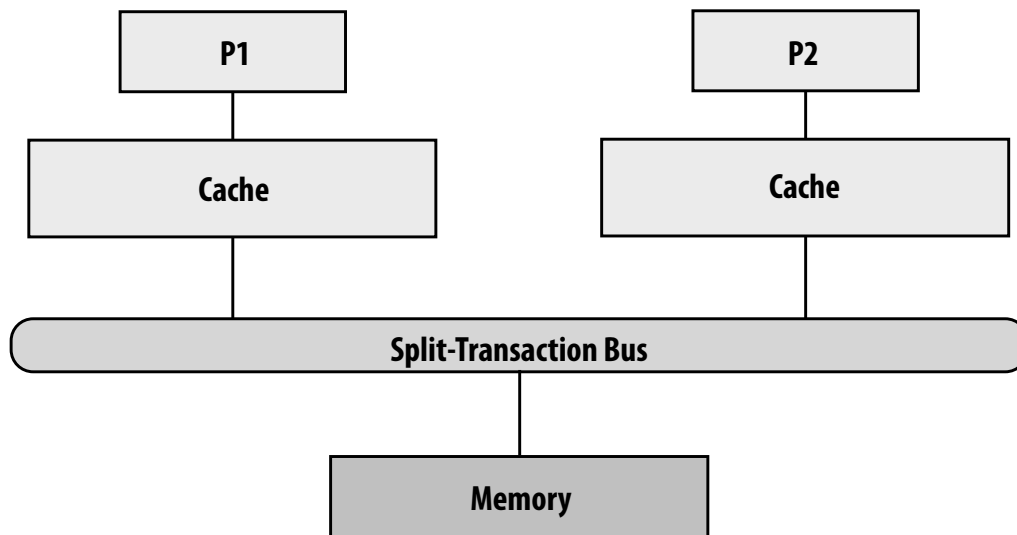 P1
P2
Cache
Cache
Split-Transaction Bus
Memory